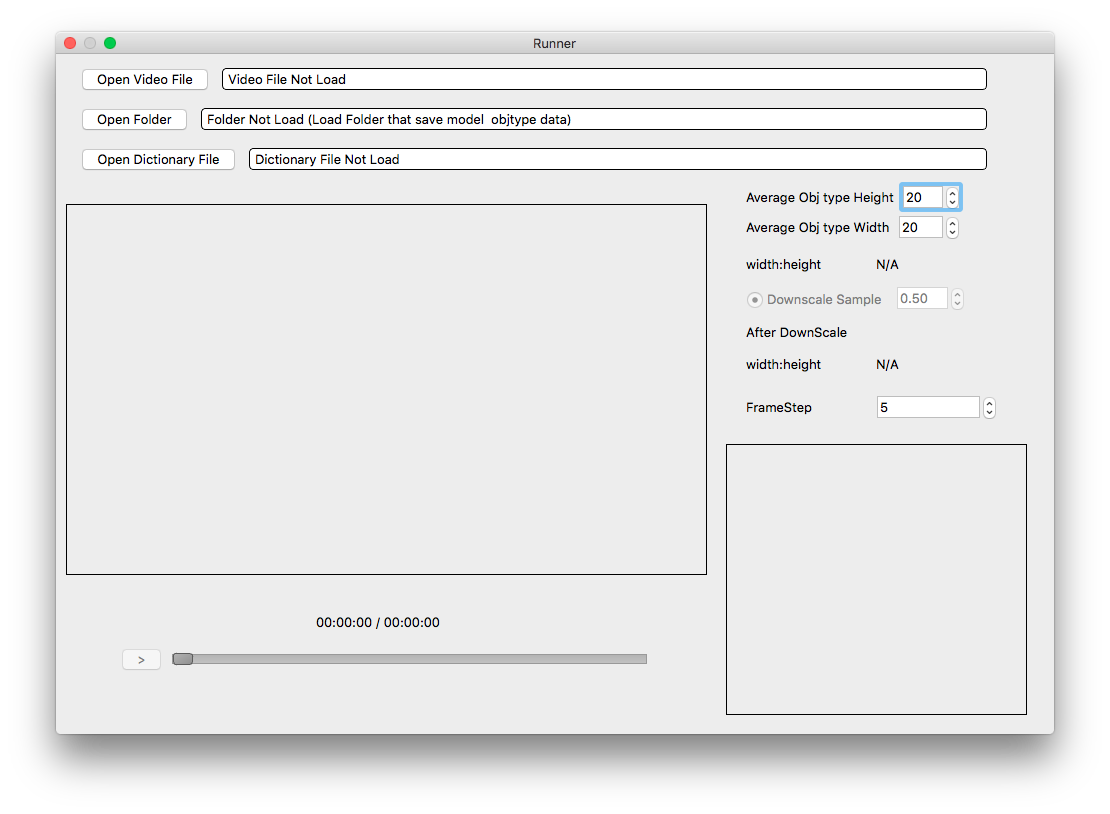 Runner
Open Video File Video File Not Load
Open Folder Folder Not Load (Load Folder that save model  objtype data)
Open Dictionary File Dictionary File Not Load
Average Obj type Height 20
Average Obj type Width 20
width:height N/A
Downscale Sample 0.50
After DownScale
width:height N/A
FrameStep 5
00:00:00 / 00:00:00
>